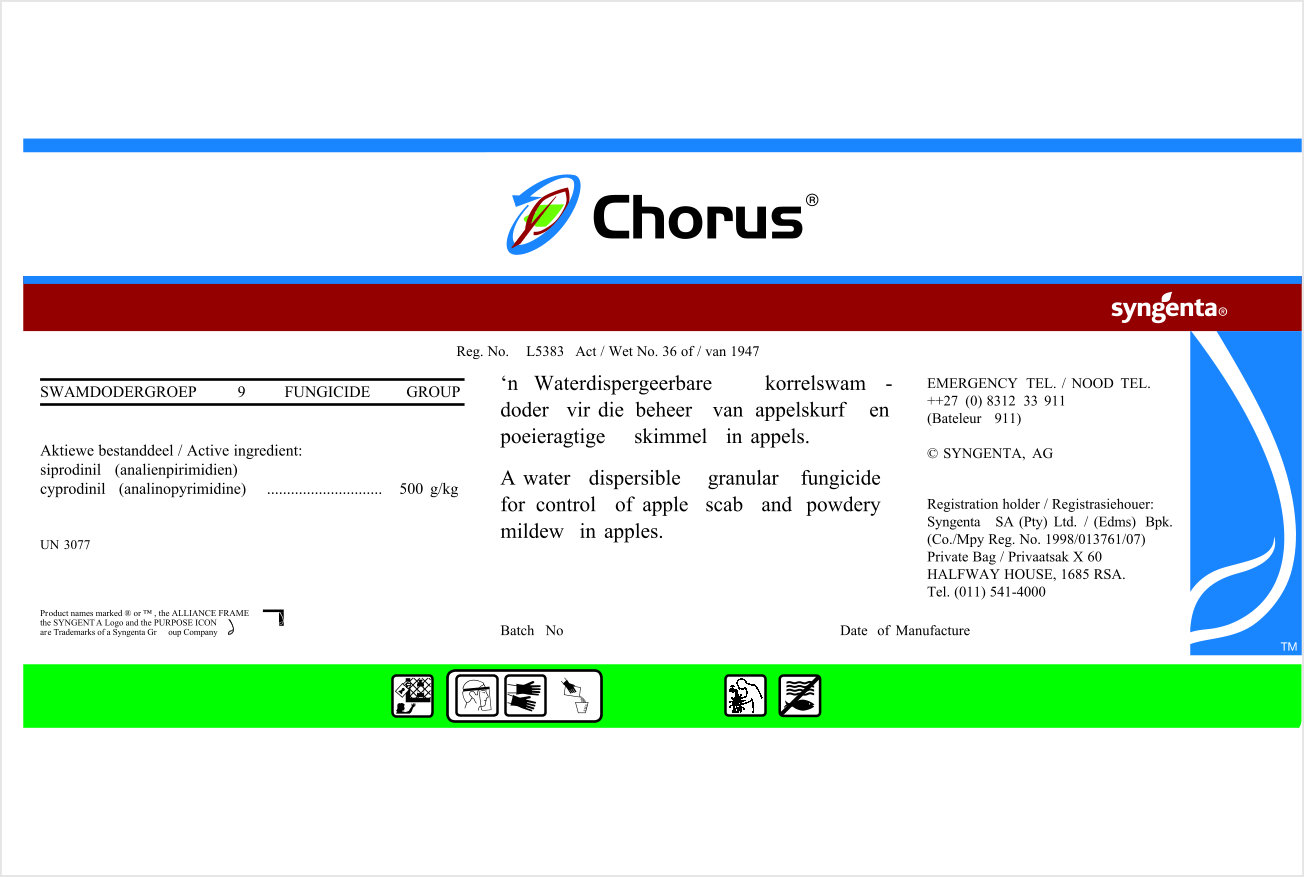 Chorus®
syngenta®
Reg. No. L5383 Act / Wet No. 36 of / van 1947
SWAMDODERGROEP 9 FUNGICIDE GROUP
Aktiewe bestanddeel / Active ingredient:
siprodinil (analienpirimidien)
cyprodinil (analinopyrimidine) ............................. 500 g/kg
UN 3077
Product names marked ® or ™ , the ALLIANCE FRAME
the SYNGENTA Logo and the PURPOSE ICON
are Trademarks of a Syngenta Gr oup Company
‘n Waterdispergeerbare korrelswam -
doder vir die beheer van appelskurf en
poeieragtige skimmel in appels.
A water dispersible granular fungicide
for control of apple scab and powdery
mildew in apples.
Batch No
Date of Manufacture
EMERGENCY TEL. / NOOD TEL.
++27 (0) 8312 33 911
(Bateleur 911)
© SYNGENTA, AG
Registration holder / Registrasiehouer:
Syngenta SA (Pty) Ltd. / (Edms) Bpk.
(Co./Mpy Reg. No. 1998/013761/07)
Private Bag / Privaatsak X 60
HALFWAY HOUSE, 1685 RSA.
Tel. (011) 541-4000
TM